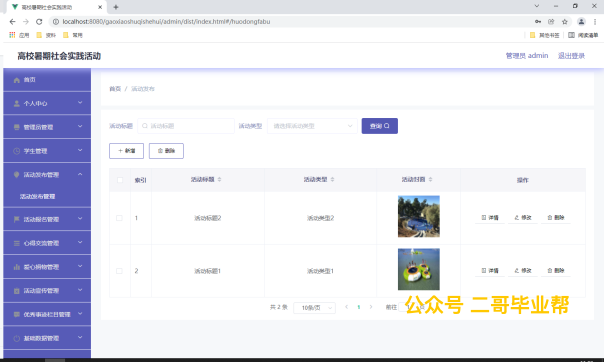 高校暑期社会实践活动
localhost:8080/gaoxiaoshuqishehui/admin/dist/index.html#/huodongfabu
应用 资料 常用 其他书签 阅读清单
高校暑期社会实践活动 管理员 admin 退出登录
首页
个人中心
管理员管理
学生管理
活动发布管理
活动发布管理
活动报名管理
心得交流管理
爱心捐物管理
活动宣传管理
优秀事迹栏目管理
基础数据管理
首页 / 活动发布
活动标题 活动标题 活动类型 请选择活动类型 查询
+ 新增 删除
索引 活动标题 活动类型 活动封面 操作
1 活动标题2 活动类型2 详情 修改 删除
2 活动标题1 活动类型1 详情 修改 删除
共 2 条 10条/页 1 前往
公众号 二哥毕业帮